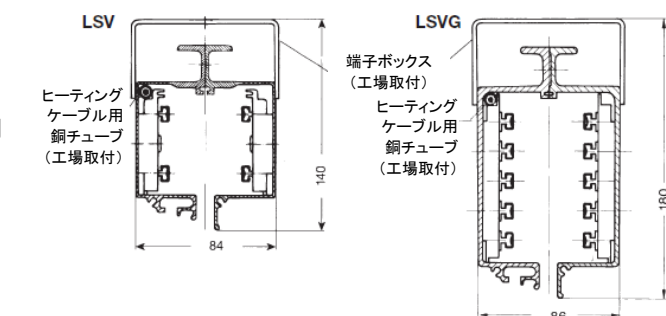 LSV
ヒーティング
ケーブル用
銅チューブ
（工場取付）
140
84
LSVG
端子ボックス
（工場取付）
ヒーティング
ケーブル用
銅チューブ
（工場取付）
180
86